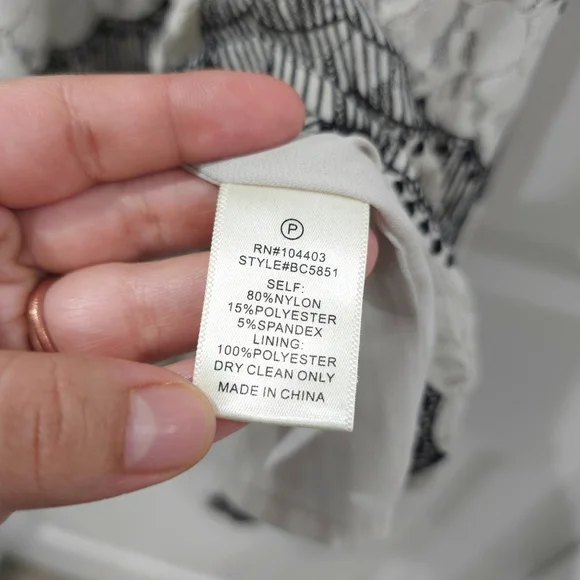 P
RN#104403
STYLE#BC5851
SELF:
80%NYLON
15%POLYESTER
5%SPANDEX
LINING:
100%POLYESTER
DRY CLEAN ONLY
MADE IN CHINA